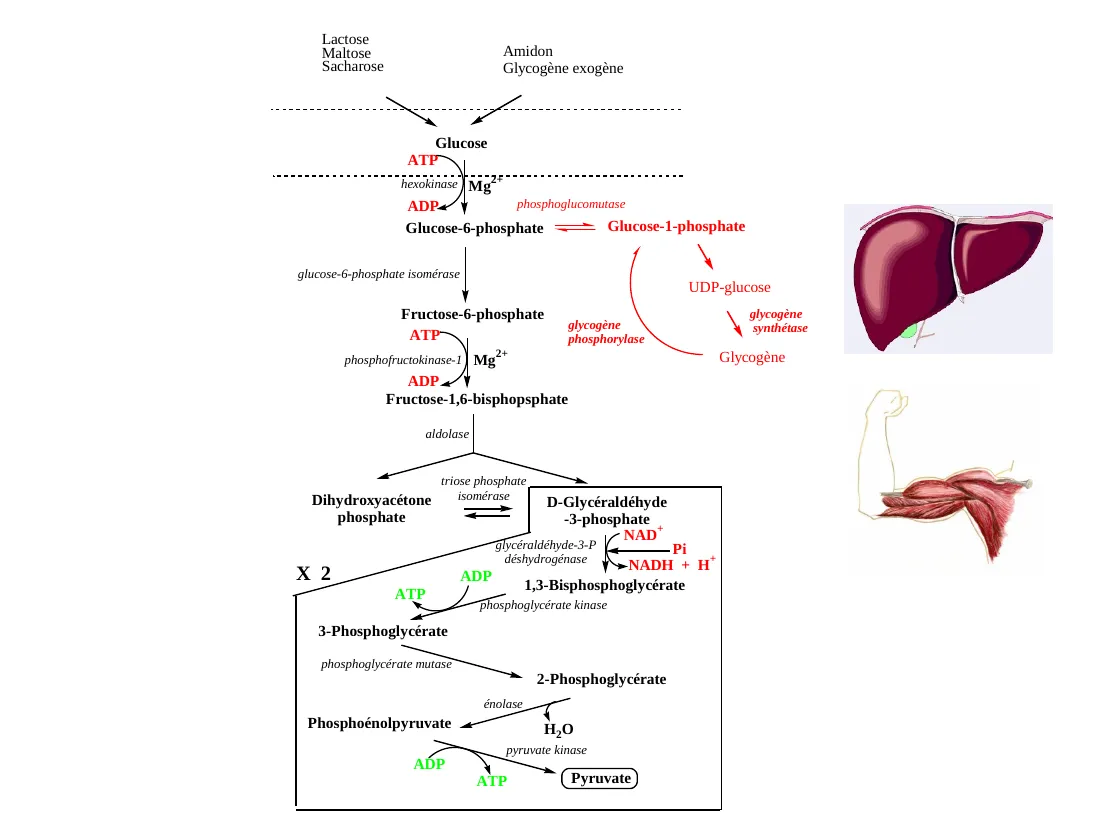 Lactose
Maltose
Sacharose
Amidon
Glycogène exogène
Glucose
ATP
hexokinase
Mg2+
ADP
phosphoglucomutase
Glucose-6-phosphate
Glucose-1-phosphate
glucose-6-phosphate isomérase
UDP-glucose
Fructose-6-phosphate
glycogène
synthétase
glycogène
phosphorylase
ATP
phosphofructokinase-1
Mg2+
Glycogène
ADP
Fructose-1,6-bisphopsphate
aldolase
triose phosphate
isomérase
Dihydroxyacétone
phosphate
D-Glycéraldéhyde
-3-phosphate
NAD+
glycéraldéhyde-3-P
déshydrogénase
Pi
NADH + H+
X 2
ADP
ATP
1,3-Bisphosphoglycérate
phosphoglycérate kinase
3-Phosphoglycérate
phosphoglycérate mutase
2-Phosphoglycérate
énolase
Phosphoénolpyruvate
H2O
pyruvate kinase
ADP
ATP
Pyruvate